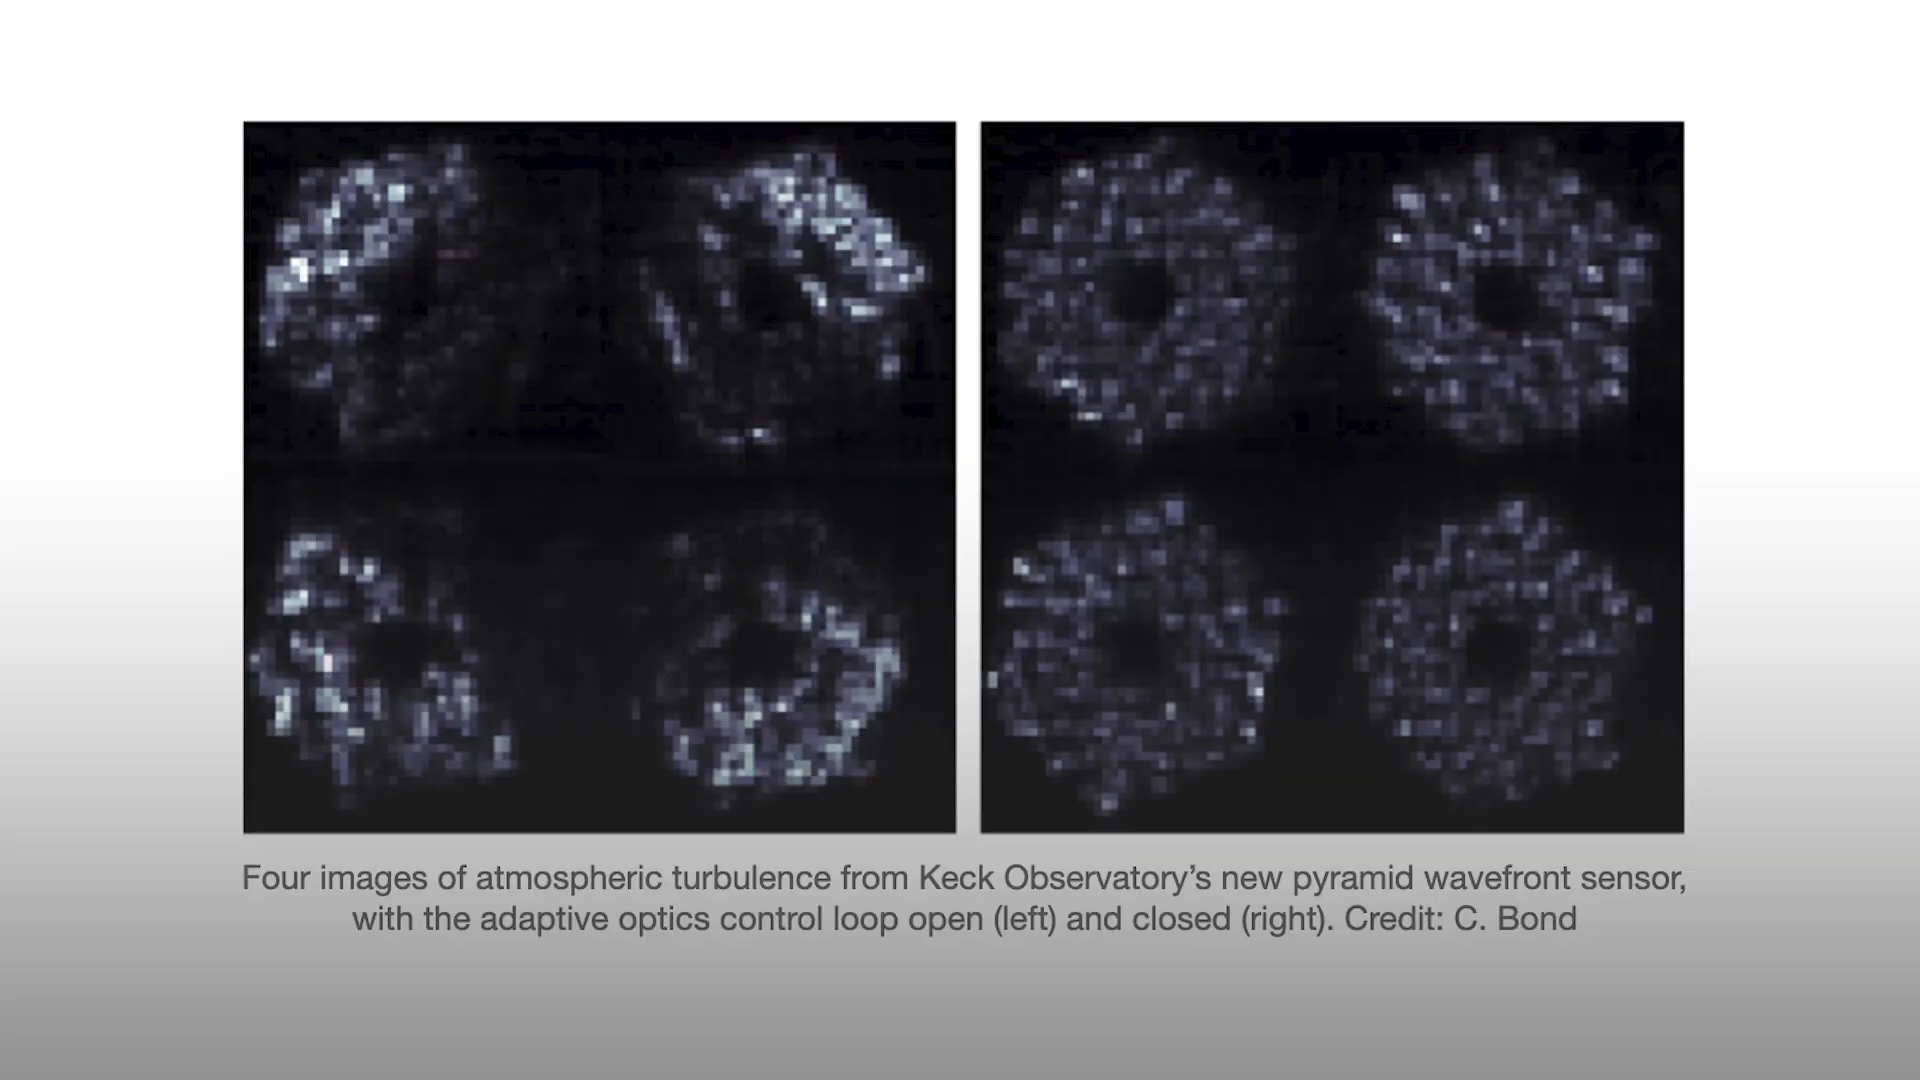 Four images of atmospheric turbulence from Keck Observatory’s new pyramid wavefront sensor,
with the adaptive optics control loop open (left) and closed (right). Credit: C. Bond